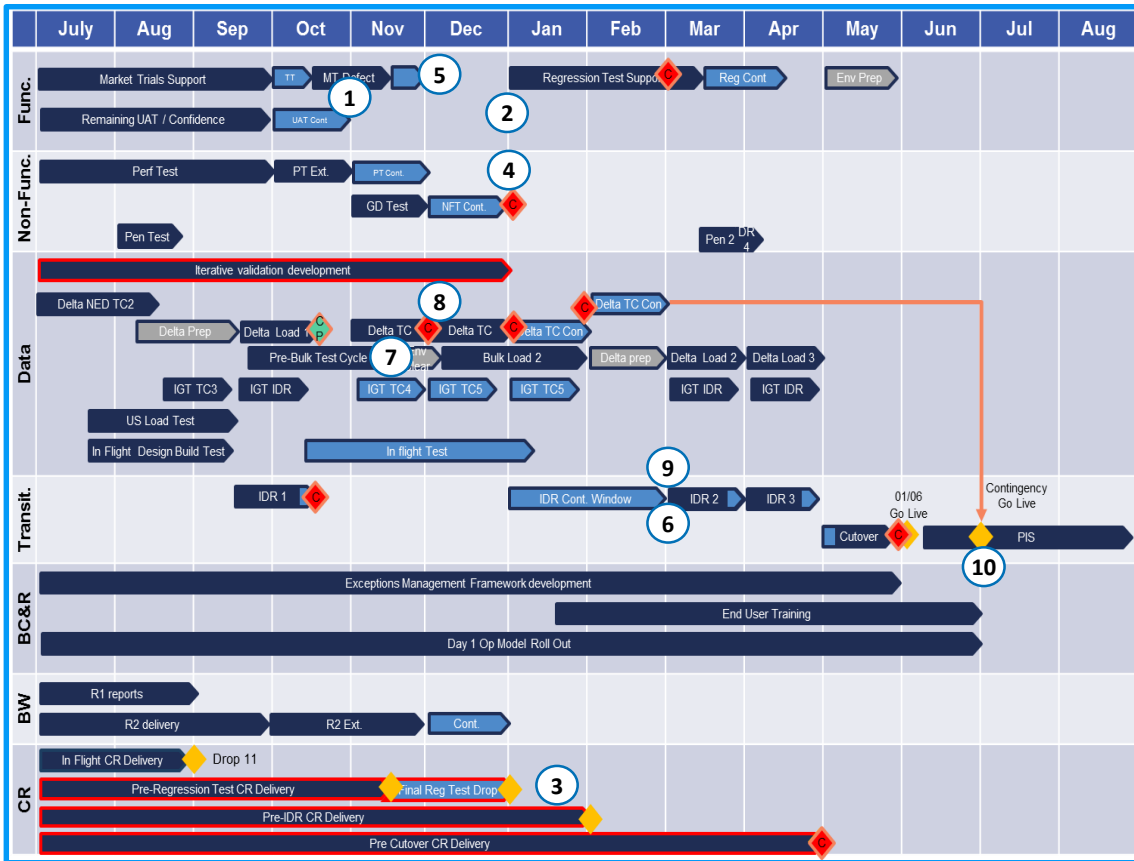 July Aug Sep Oct Nov Dec Jan Feb Mar Apr May Jun Jul Aug
Func.
Market Trials Support
TT
MT Defect
5
Regression Test Support
C
Reg Cont
Env Prep
1
2
Remaining UAT / Confidence
UAT Cont
Non-Func.
Perf Test
PT Ext.
PT Cont.
4
GD Test
NFT Cont.
C
Pen Test
Pen 2
DR
4
Data
Iterative validation development
Delta NED TC2
8
C
Delta TC Con
Delta Prep
Delta Load 1
C
P
Delta TC
C
Delta TC
C
Delta TC Con
Pre-Bulk Test Cycle
7
Env
Clear
Bulk Load 2
Delta prep
Delta Load 2
Delta Load 3
IGT TC3
IGT IDR
IGT TC4
IGT TC5
IGT TC5
IGT IDR
IGT IDR
US Load Test
In Flight Design Build Test
In flight Test
Transit.
9
IDR 1
C
IDR Cont. Window
IDR 2
IDR 3
6
01/06
Go Live
Contingency
Go Live
Cutover
C
PIS
10
BC&R
Exceptions Management Framework development
End User Training
Day 1 Op Model Roll Out
BW
R1 reports
R2 delivery
R2 Ext.
Cont.
CR
In Flight CR Delivery
Drop 11
Pre-Regression Test CR Delivery
Final Reg Test Drop
3
Pre-IDR CR Delivery
Pre Cutover CR Delivery
C